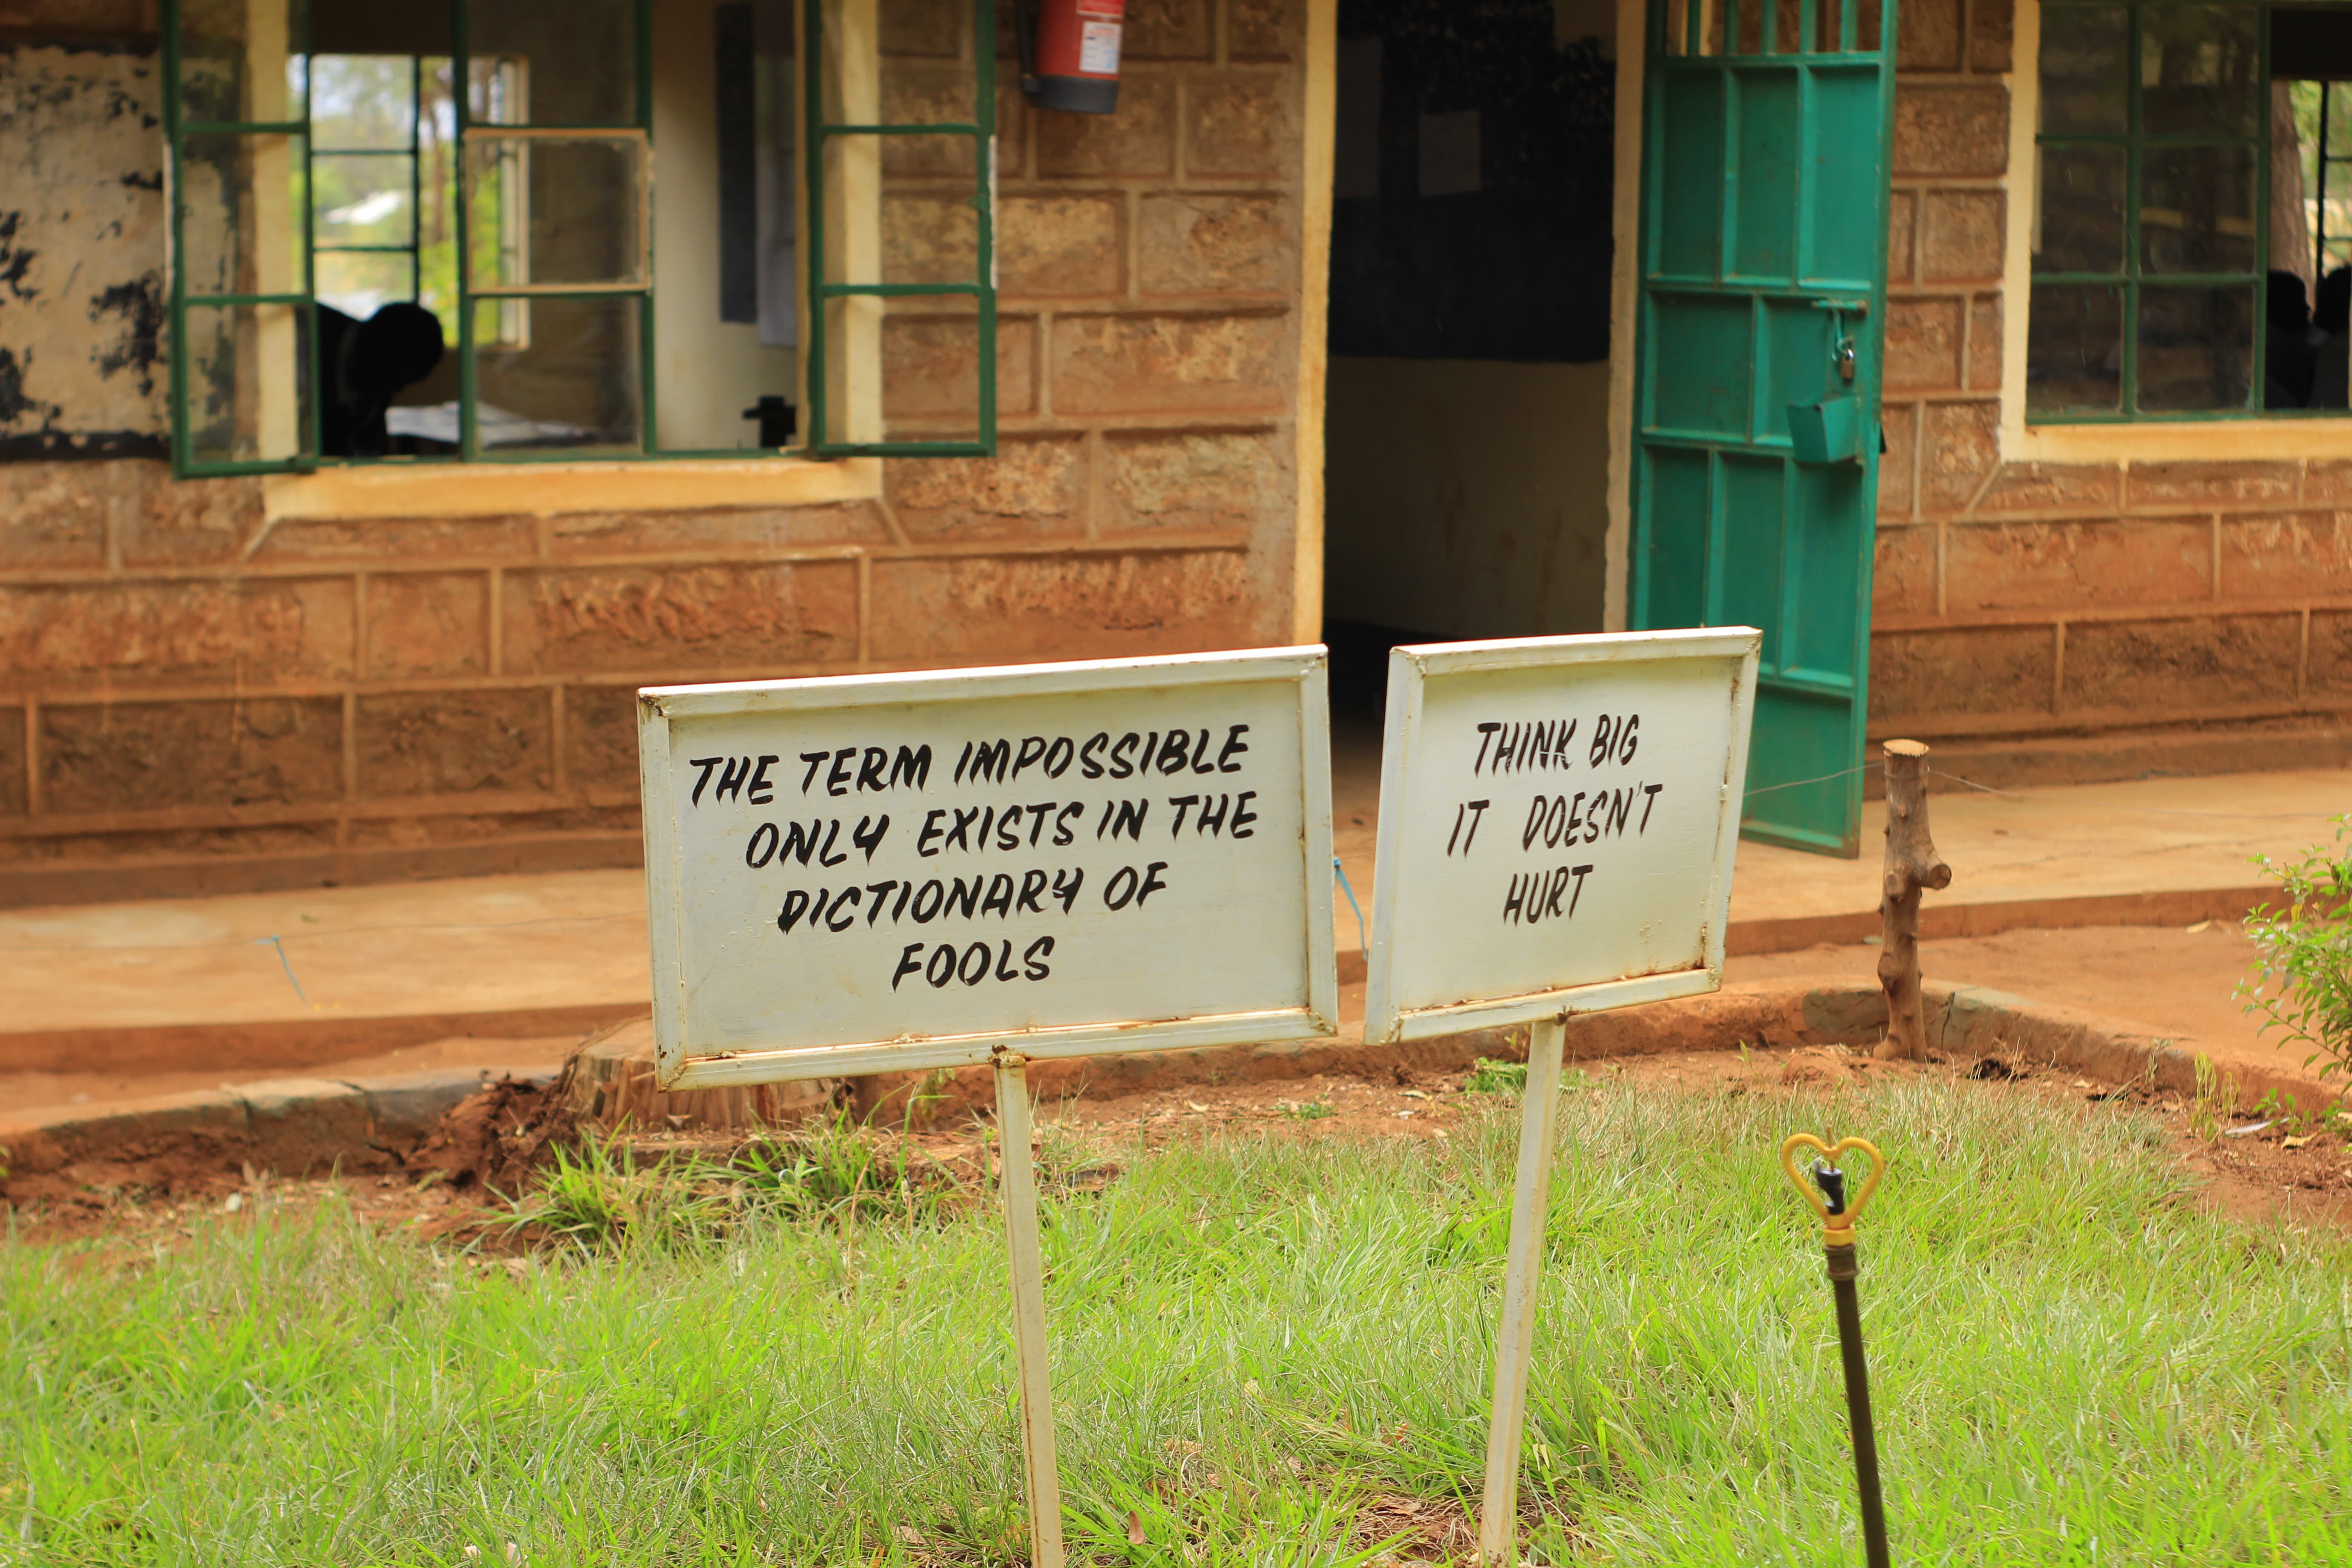 THE TERM IMPOSSIBLE
ONLY EXISTS IN THE
DICTIONARY OF
FOOLS
THINK BIG
IT DOESN'T
HURT